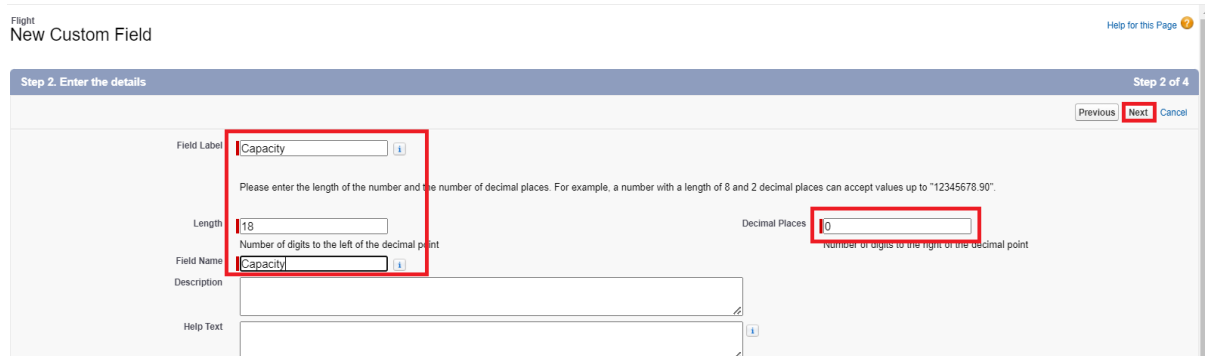 Flight
New Custom Field
Help for this Page
Step 2. Enter the details
Step 2 of 4
Previous Next Cancel
Field Label Capacity
Please enter the length of the number and the number of decimal places. For example, a number with a length of 8 and 2 decimal places can accept values up to "12345678.90".
Length 18
Decimal Places 0
Number of digits to the left of the decimal point
Number of digits to the right of the decimal point
Field Name Capacity
Description
Help Text